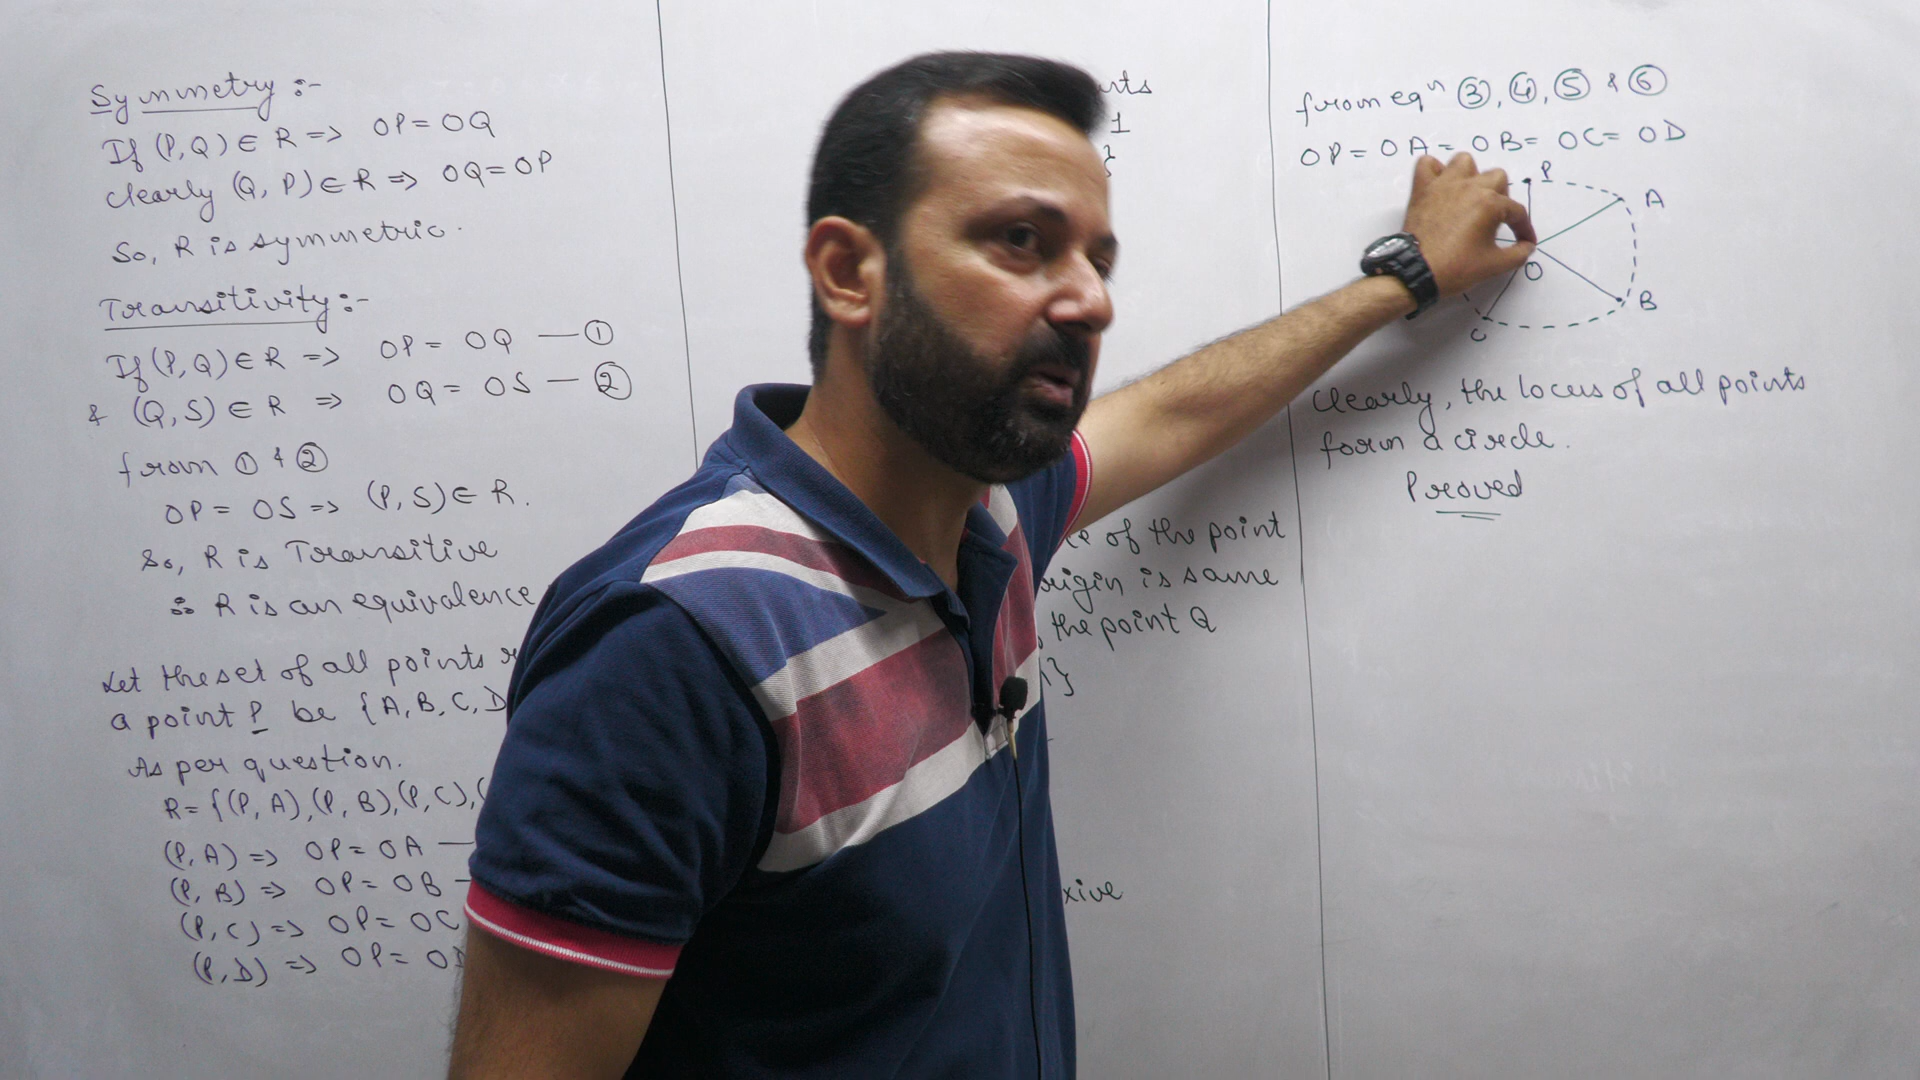 Symmetry :-
If (P,Q) ∈ R => OP = OQ
clearly (Q, P) ∈ R => OQ = OP
So, R is symmetric.
Transitivity :-
If (P,Q) ∈ R => OP = OQ — ①
& (Q,S) ∈ R => OQ = OS — ②
from ① & ②
OP = OS => (P, S) ∈ R.
So, R is Transitive
∴ R is an equivalence
Let the set of all points
a point P be {A, B, C, D
As per question.
R = {(P, A), (P, B), (P, C), (
(P, A) => OP = OA —
(P, B) => OP = OB —
(P, C) => OP = OC
(P, D) => OP = OD
1
}
of the point
origin is same
the point Q
}
from eqⁿ ③, ④, ⑤ & ⑥
OP = OA = OB = OC = OD
P
A
O
B
C
Clearly, the locus of all points
form a circle.
Proved